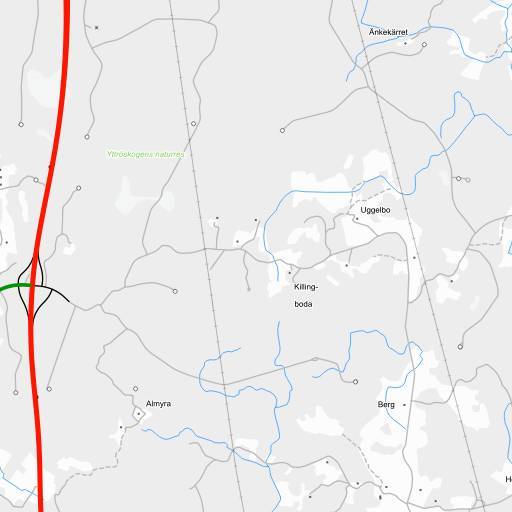 Änkekärret
Yttröskogens naturres
Uggelbo
Killing-
boda
Almyra
Berg